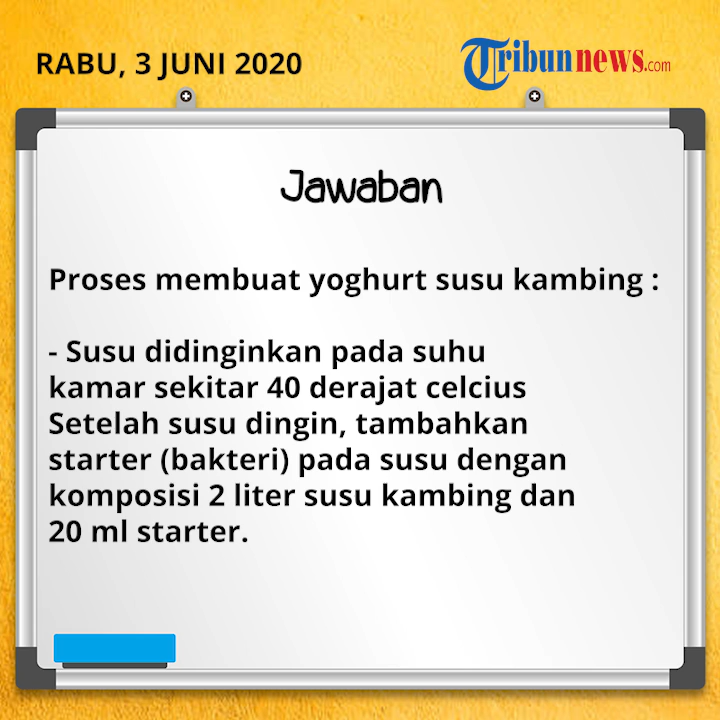 RABU, 3 JUNI 2020
Tribunnews.com
Jawaban
Proses membuat yoghurt susu kambing :
- Susu didinginkan pada suhu
kamar sekitar 40 derajat celcius
Setelah susu dingin, tambahkan
starter (bakteri) pada susu dengan
komposisi 2 liter susu kambing dan
20 ml starter.